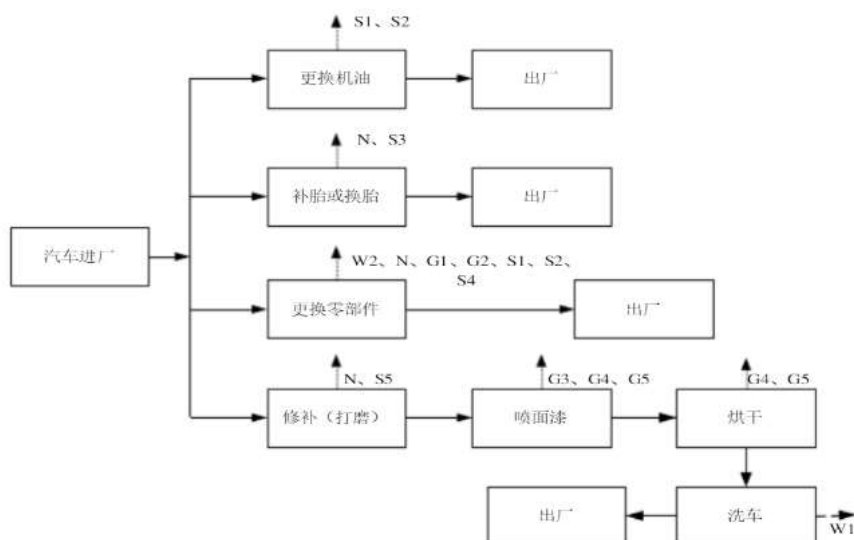 S1、S2
更换机油
出厂
N、S3
补胎或换胎
出厂
汽车进厂
W2、N、G1、G2、S1、S2、
S4
更换零部件
出厂
N、S5
G3、G4、G5
G4、G5
修补（打磨）
喷面漆
烘干
出厂
洗车
W1